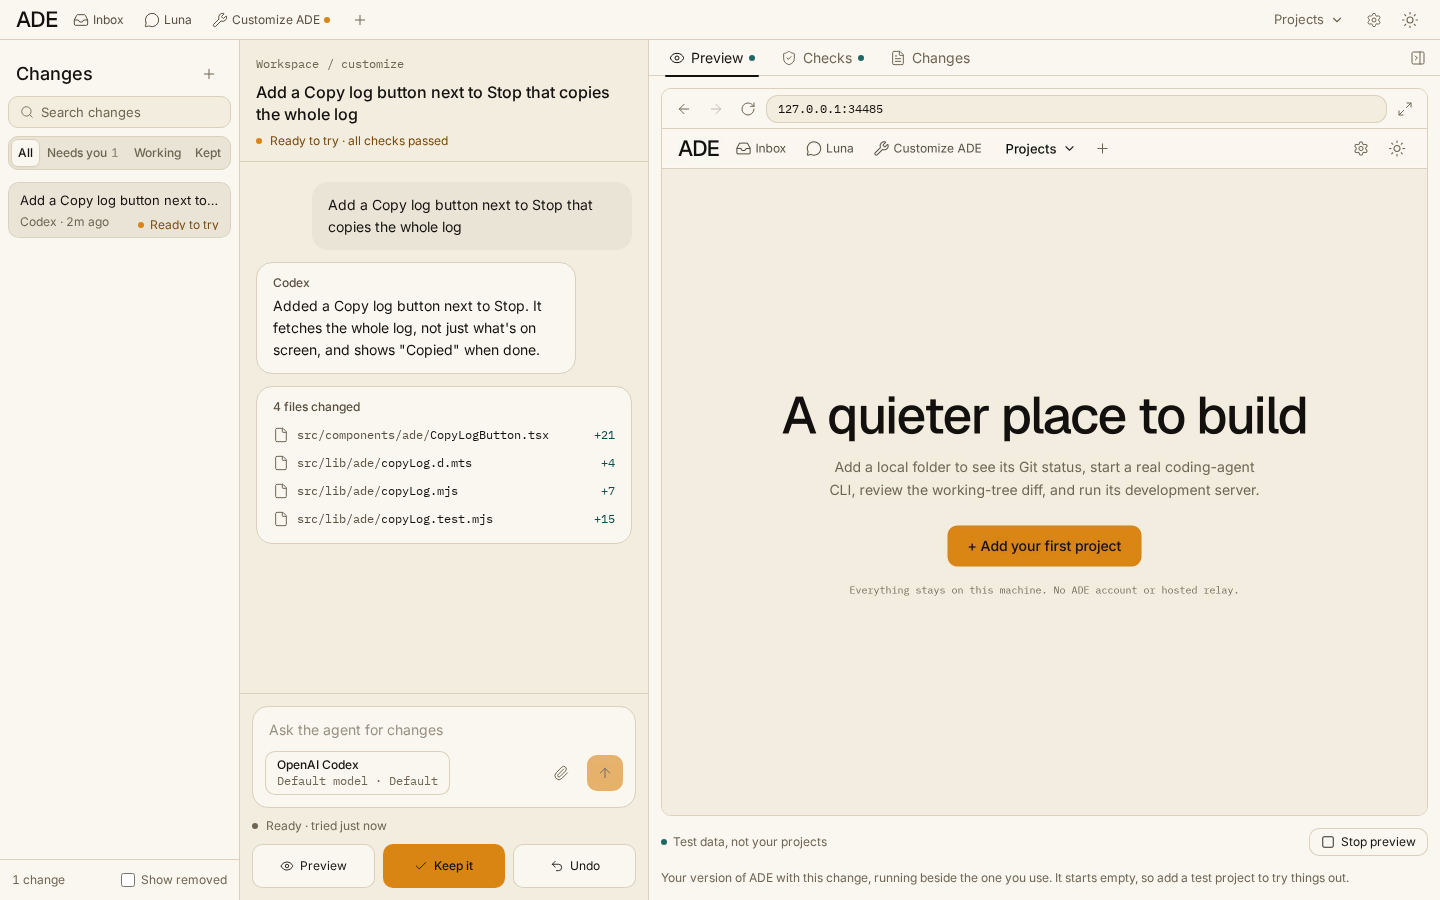 ADE
Inbox
Luna
Customize ADE
Projects
Changes
Search changes
All
Needs you 1
Working
Kept
Add a Copy log button next to...
Codex · 2m ago
Ready to try
1 change
Show removed
Workspace / customize
Add a Copy log button next to Stop that copies
the whole log
Ready to try · all checks passed
Add a Copy log button next to Stop that
copies the whole log
Codex
Added a Copy log button next to Stop. It
fetches the whole log, not just what's on
screen, and shows "Copied" when done.
4 files changed
src/components/ade/CopyLogButton.tsx +21
src/lib/ade/copyLog.d.mts +4
src/lib/ade/copyLog.mjs +7
src/lib/ade/copyLog.test.mjs +15
Ask the agent for changes
OpenAI Codex
Default model · Default
Ready · tried just now
Preview
Keep it
Undo
Preview
Checks
Changes
127.0.0.1:34485
ADE
Inbox
Luna
Customize ADE
Projects
A quieter place to build
Add a local folder to see its Git status, start a real coding-agent
CLI, review the working-tree diff, and run its development server.
+ Add your first project
Everything stays on this machine. No ADE account or hosted relay.
Test data, not your projects
Stop preview
Your version of ADE with this change, running beside the one you use. It starts empty, so add a test project to try things out.